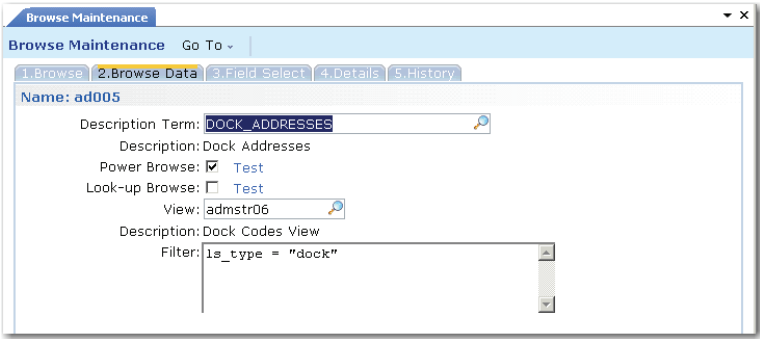 Browse Maintenance
Browse Maintenance Go To
1.Browse 2.Browse Data 3.Field Select 4.Details 5.History
Name: ad005
Description Term: DOCK_ADDRESSES
Description: Dock Addresses
Power Browse: Test
Look-up Browse: Test
View: admstr06
Description: Dock Codes View
Filter: ls_type = "dock"